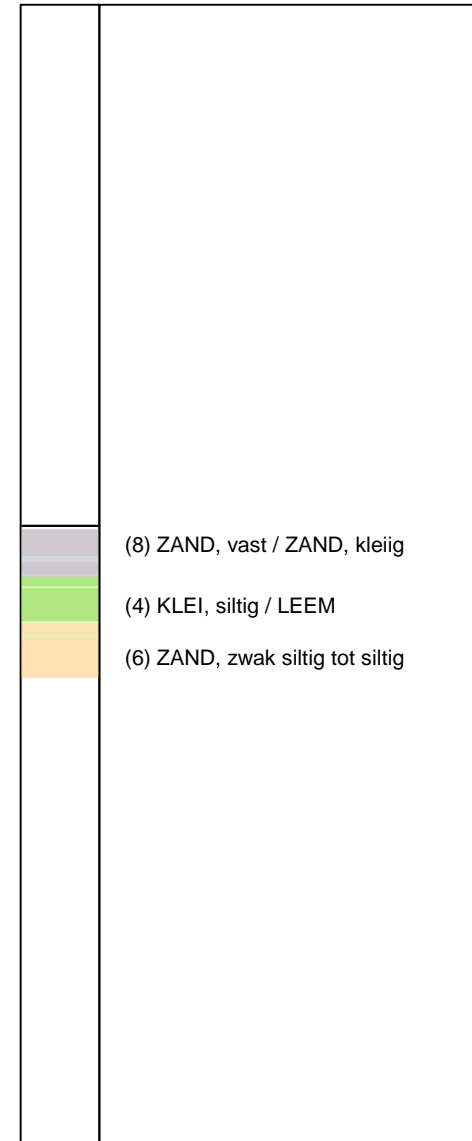 (8) ZAND, vast / ZAND, kleiig
(4) KLEI, siltig / LEEM
(6) ZAND, zwak siltig tot siltig